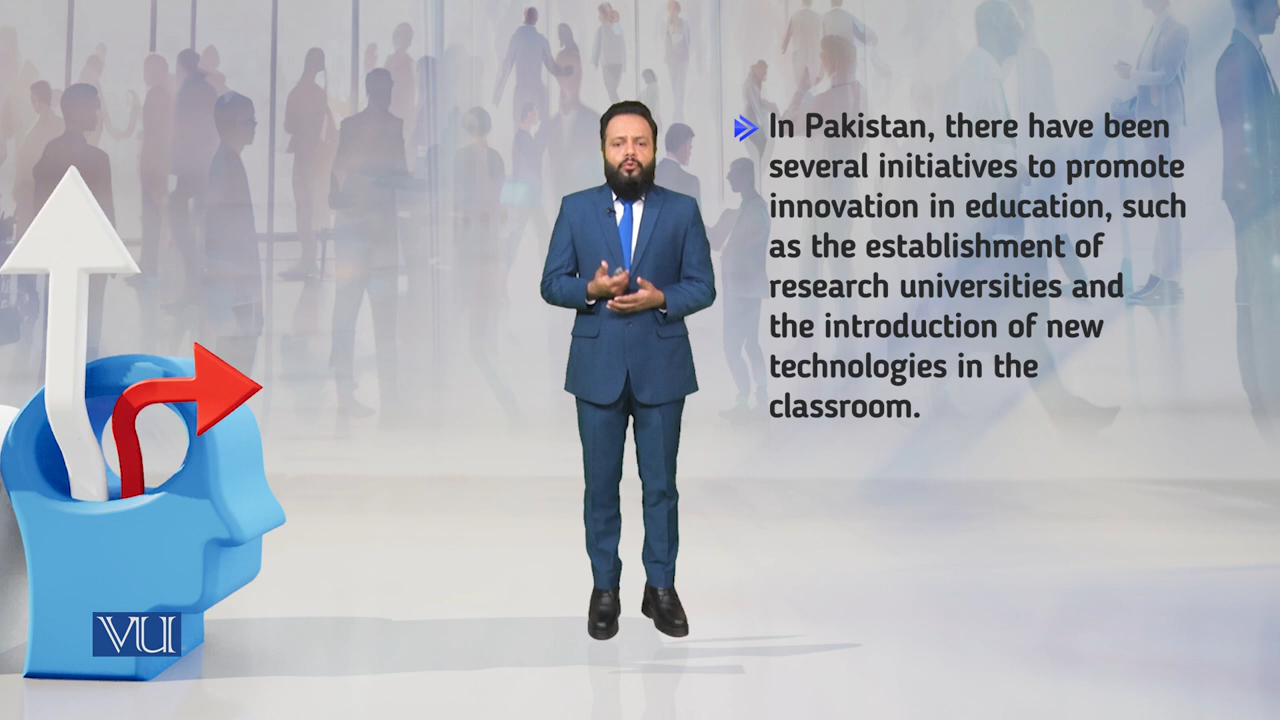 In Pakistan, there have been
several initiatives to promote
innovation in education, such
as the establishment of
research universities and
the introduction of new
technologies in the
classroom.
VU